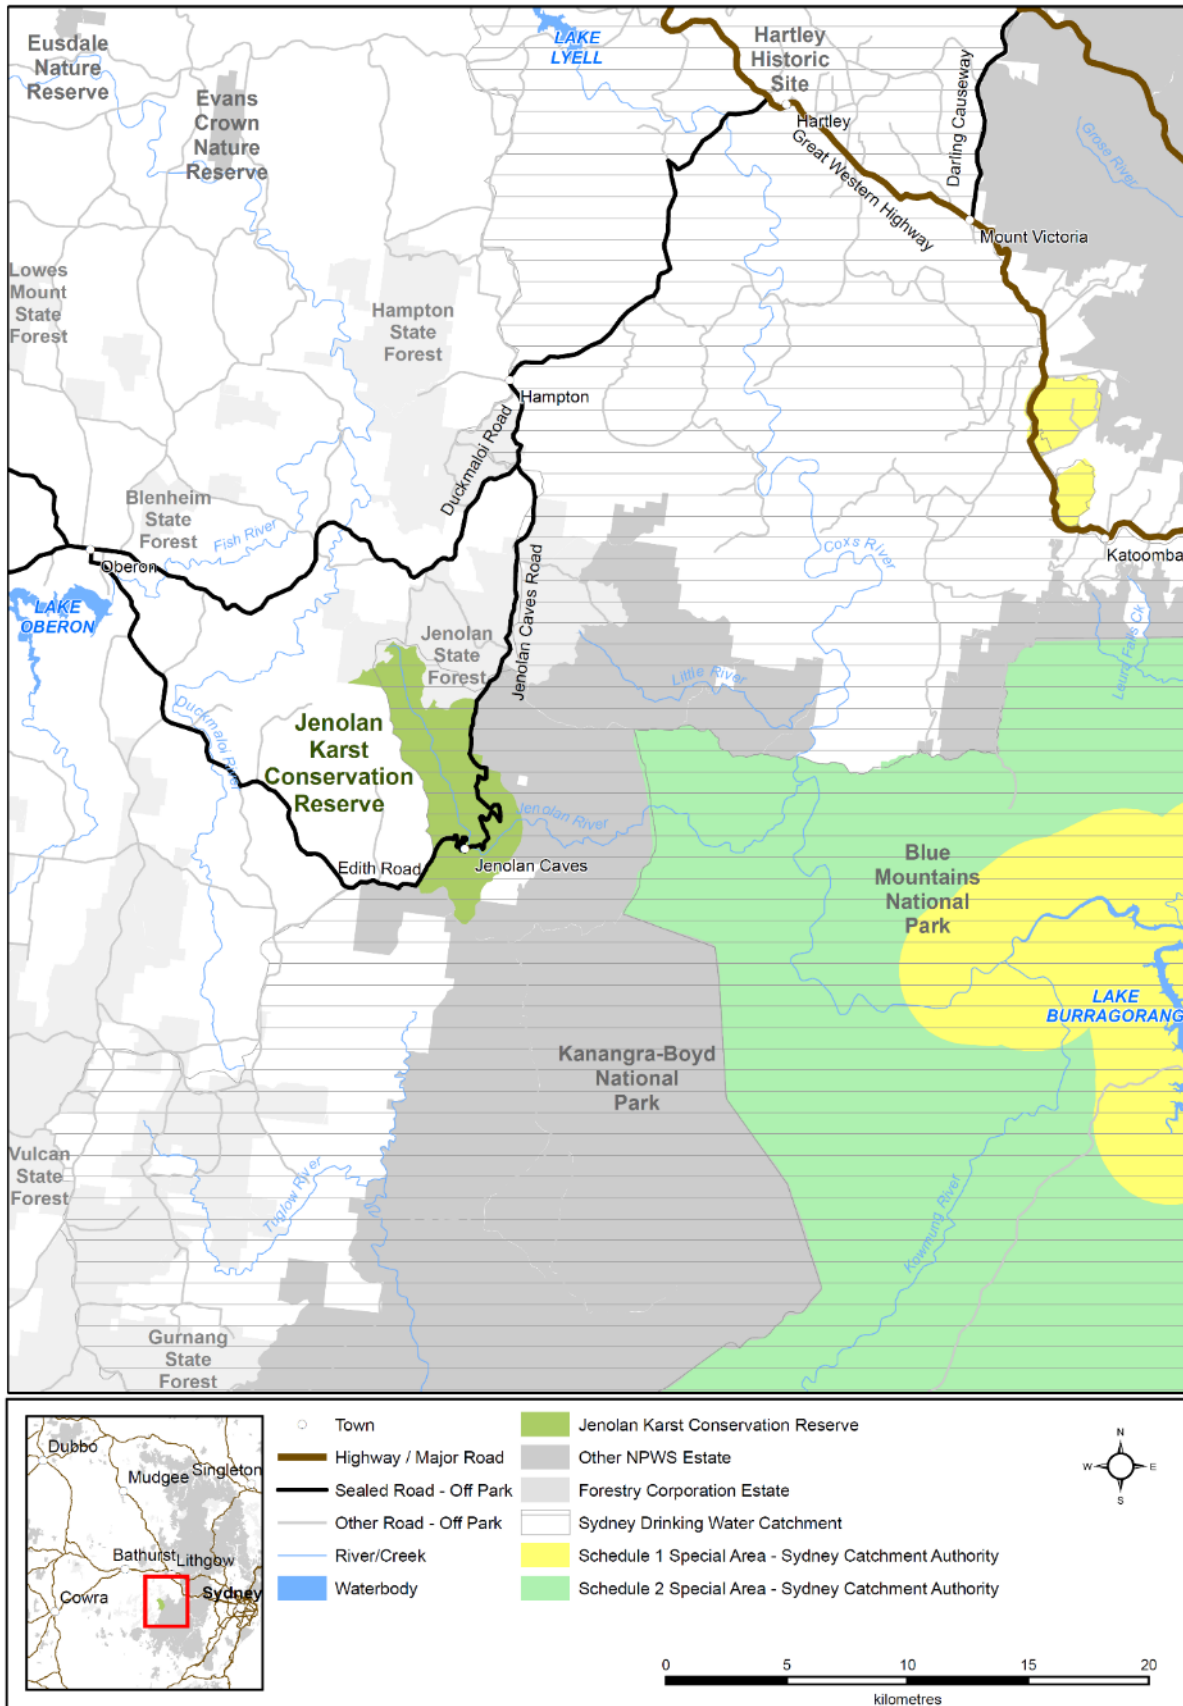 Eusdale
Nature
Reserve
Evans
Crown
Nature
Reserve
LAKE
LYELL
Hartley
Historic
Site
Hartley
Great Western Highway
Darling Causeway
Grose River
Mount Victoria
Lowes
Mount
State
Forest
Hampton
State
Forest
Hampton
Duckmaloi Road
Blenheim
State
Forest
Fish River
Oberon
LAKE
OBERON
Coxs River
Katoomba
Leura Falls Ck
Jenolan Caves Road
Jenolan
State
Forest
Little River
Duckmaloi River
Jenolan
Karst
Conservation
Reserve
Jenolan River
Edith Road
Jenolan Caves
Blue
Mountains
National
Park
LAKE
BURRAGORANG
Kanangra-Boyd
National
Park
Vulcan
State
Forest
Tuglow River
Kowmung River
Gurnang
State
Forest
Dubbo
Mudgee
Singleton
Bathurst
Lithgow
Cowra
Sydney
Town
Highway / Major Road
Sealed Road - Off Park
Other Road - Off Park
River/Creek
Waterbody
Jenolan Karst Conservation Reserve
Other NPWS Estate
Forestry Corporation Estate
Sydney Drinking Water Catchment
Schedule 1 Special Area - Sydney Catchment Authority
Schedule 2 Special Area - Sydney Catchment Authority
N
W E
S
0 5 10 15 20
kilometres